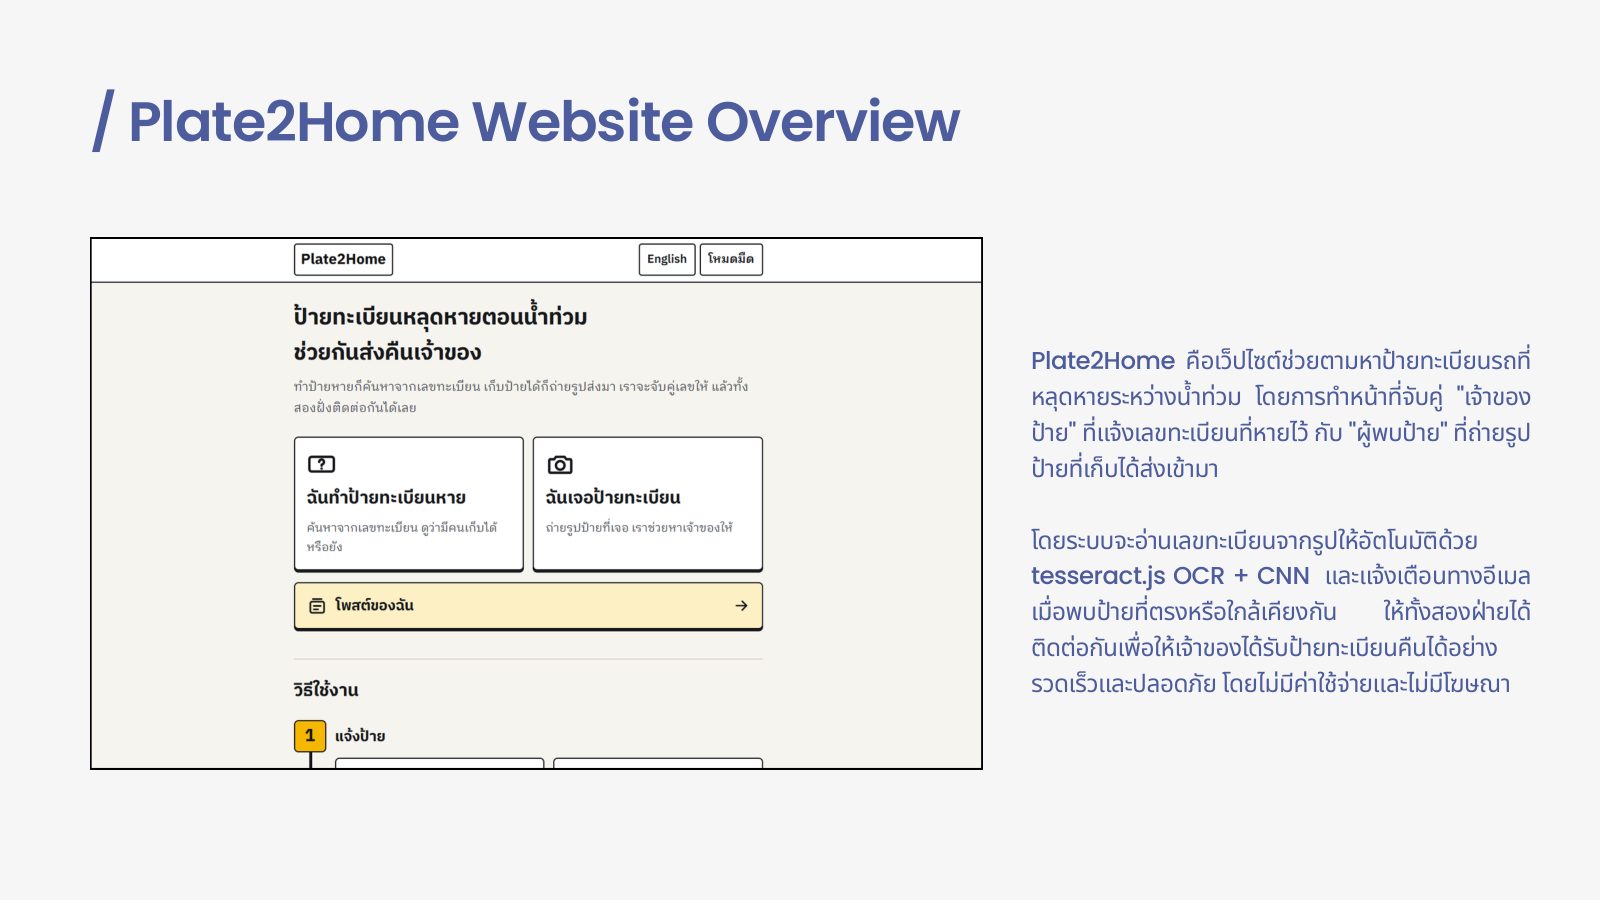 / Plate2Home Website Overview
Plate2Home
English
โหมดมืด
ป้ายทะเบียนหลุดหายตอนน้ำท่วม
ช่วยกันส่งคืนเจ้าของ
ทำป้ายหายก็ค้นหาจากเลขทะเบียน เก็บป้ายได้ก็ถ่ายรูปส่งมา เราจะจับคู่เลขให้ แล้วทั้ง
สองฝั่งติดต่อกันได้เลย
ฉันทำป้ายทะเบียนหาย
ค้นหาจากเลขทะเบียน ดูว่ามีคนเก็บได้
หรือยัง
ฉันเจอป้ายทะเบียน
ถ่ายรูปป้ายที่เจอ เราช่วยหาเจ้าของให้
โพสต์ของฉัน →
วิธีใช้งาน
1 แจ้งป้าย
Plate2Home คือเว็ปไซต์ช่วยตามหาป้ายทะเบียนรถที่
หลุดหายระหว่างน้ำท่วม โดยการทำหน้าที่จับคู่ "เจ้าของ
ป้าย" ที่แจ้งเลขทะเบียนที่หายไว้ กับ "ผู้พบป้าย" ที่ถ่ายรูป
ป้ายที่เก็บได้ส่งเข้ามา
โดยระบบจะอ่านเลขทะเบียนจากรูปให้อัตโนมัติด้วย
tesseract.js OCR + CNN และแจ้งเตือนทางอีเมล
เมื่อพบป้ายที่ตรงหรือใกล้เคียงกัน ให้ทั้งสองฝ่ายได้
ติดต่อกันเพื่อให้เจ้าของได้รับป้ายทะเบียนคืนได้อย่าง
รวดเร็วและปลอดภัย โดยไม่มีค่าใช้จ่ายและไม่มีโฆษณา